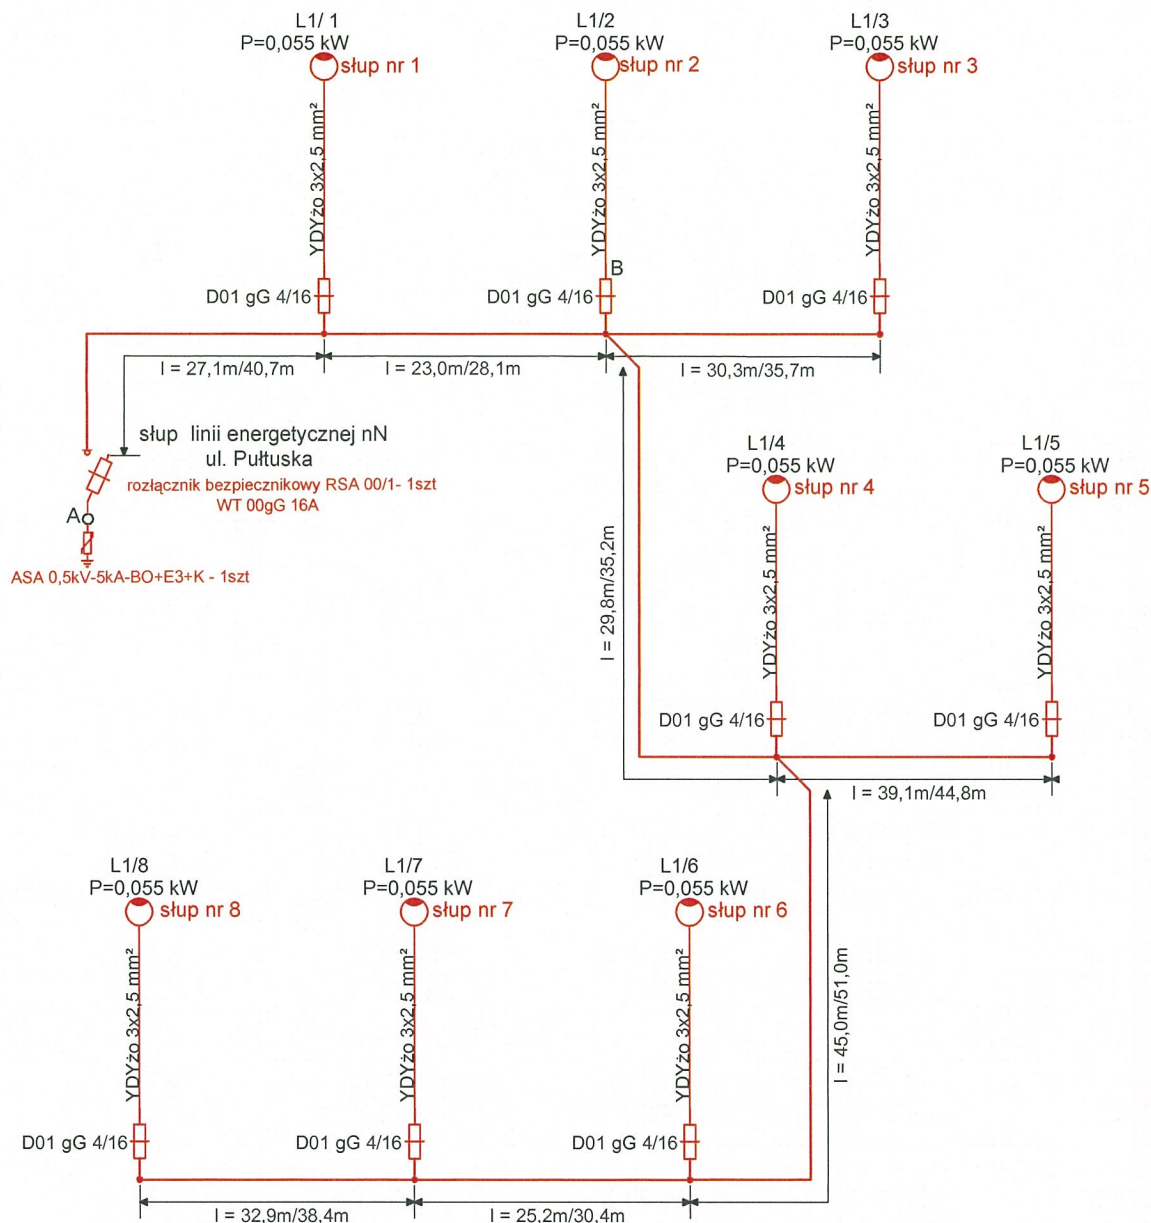 L1/ 1
P=0,055 kW
słup nr 1
L1/2
P=0,055 kW
słup nr 2
L1/3
P=0,055 kW
słup nr 3
YDYżo 3x2,5 mm²
YDYżo 3x2,5 mm²
YDYżo 3x2,5 mm²
B
D01 gG 4/16
D01 gG 4/16
D01 gG 4/16
l = 27,1m/40,7m
l = 23,0m/28,1m
l = 30,3m/35,7m
słup linii energetycznej nN
ul. Pułtuska
rozłącznik bezpiecznikowy RSA 00/1- 1szt
WT 00gG 16A
A
ASA 0,5kV-5kA-BO+E3+K - 1szt
L1/4
P=0,055 kW
słup nr 4
L1/5
P=0,055 kW
słup nr 5
l = 29,8m/35,2m
YDYżo 3x2,5 mm²
YDYżo 3x2,5 mm²
D01 gG 4/16
D01 gG 4/16
l = 39,1m/44,8m
L1/8
P=0,055 kW
słup nr 8
L1/7
P=0,055 kW
słup nr 7
L1/6
P=0,055 kW
słup nr 6
YDYżo 3x2,5 mm²
YDYżo 3x2,5 mm²
YDYżo 3x2,5 mm²
l = 45,0m/51,0m
D01 gG 4/16
D01 gG 4/16
D01 gG 4/16
l = 32,9m/38,4m
l = 25,2m/30,4m